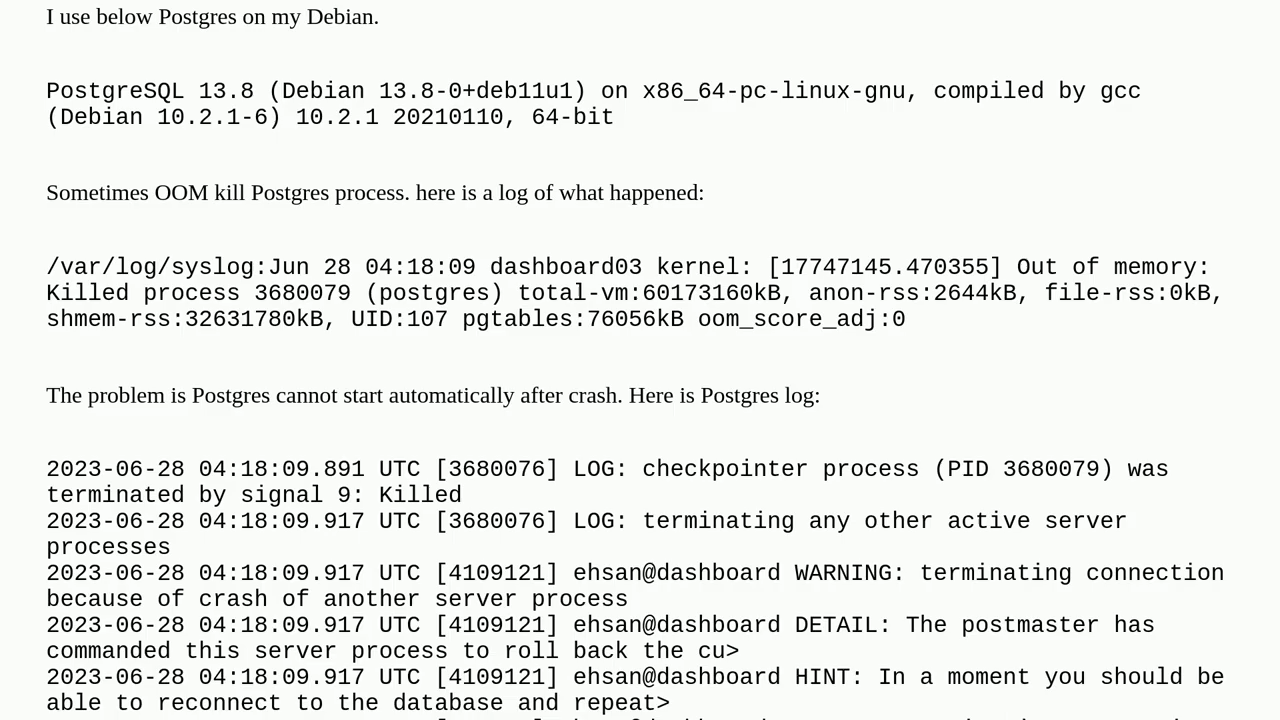 I use below Postgres on my Debian.
PostgreSQL 13.8 (Debian 13.8-0+deb11u1) on x86_64-pc-linux-gnu, compiled by gcc
(Debian 10.2.1-6) 10.2.1 20210110, 64-bit
Sometimes OOM kill Postgres process. here is a log of what happened:
/var/log/syslog:Jun 28 04:18:09 dashboard03 kernel: [17747145.470355] Out of memory:
Killed process 3680079 (postgres) total-vm:60173160kB, anon-rss:2644kB, file-rss:0kB,
shmem-rss:32631780kB, UID:107 pgtables:76056kB oom_score_adj:0
The problem is Postgres cannot start automatically after crash. Here is Postgres log:
2023-06-28 04:18:09.891 UTC [3680076] LOG: checkpointer process (PID 3680079) was
terminated by signal 9: Killed
2023-06-28 04:18:09.917 UTC [3680076] LOG: terminating any other active server
processes
2023-06-28 04:18:09.917 UTC [4109121] ehsan@dashboard WARNING: terminating connection
because of crash of another server process
2023-06-28 04:18:09.917 UTC [4109121] ehsan@dashboard DETAIL: The postmaster has
commanded this server process to roll back the cu>
2023-06-28 04:18:09.917 UTC [4109121] ehsan@dashboard HINT: In a moment you should be
able to reconnect to the database and repeat>